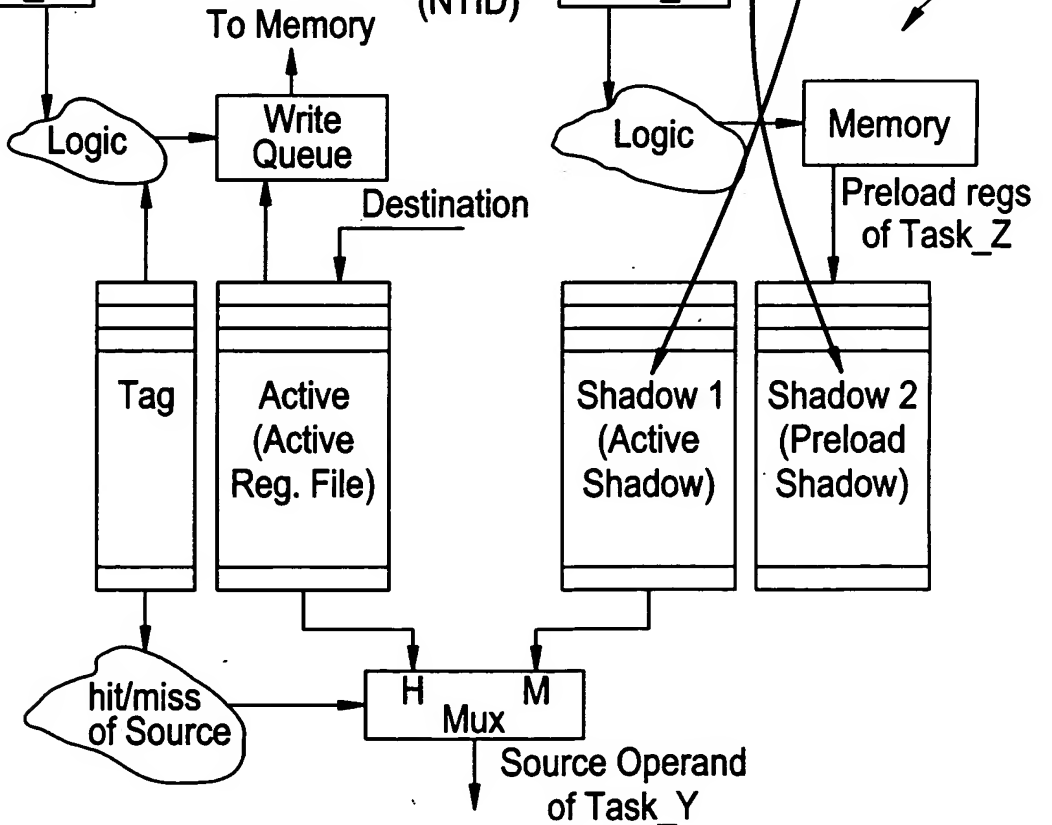 (NTID)
To Memory
Logic
Write
Queue
Logic
Memory
Destination
Preload regs
of Task_Z
Tag
Active
(Active
Reg. File)
Shadow 1
(Active
Shadow)
Shadow 2
(Preload
Shadow)
hit/miss
of Source
H
M
Mux
Source Operand
of Task_Y